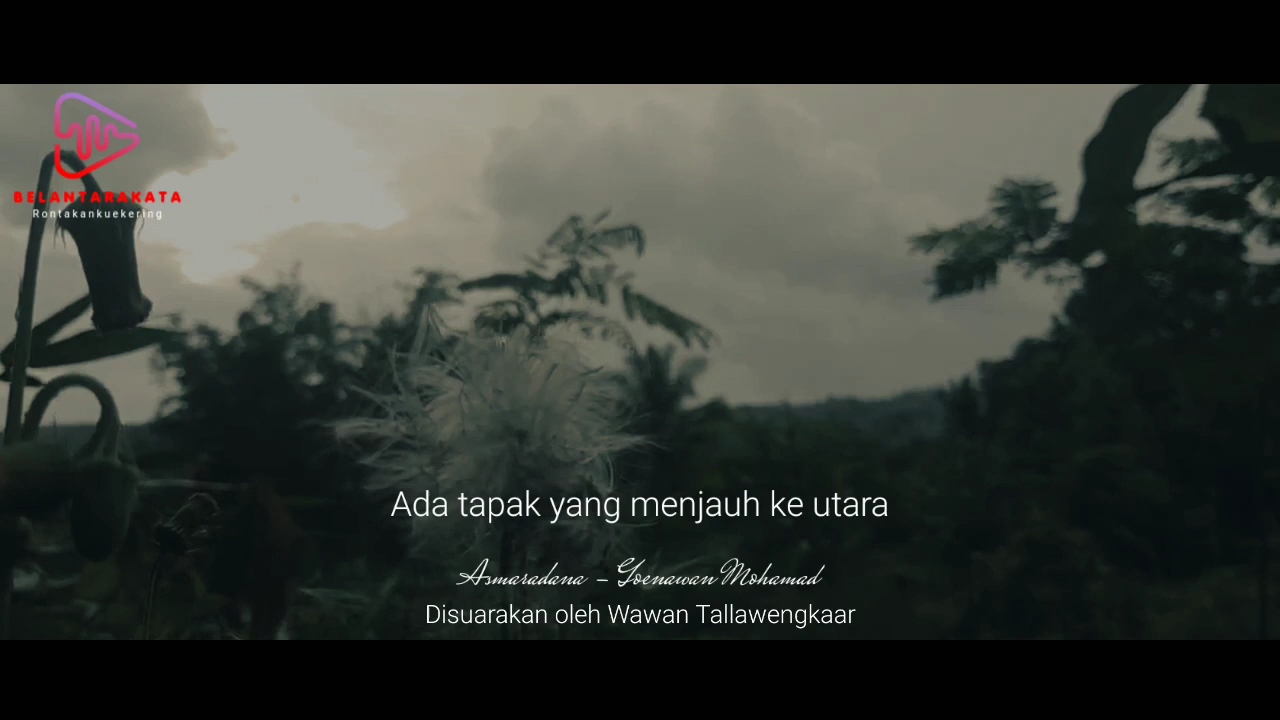 BELANTARAKATA
Rontakankuekering
Ada tapak yang menjauh ke utara
Asmaradana – Goenawan Mohamad
Disuarakan oleh Wawan Tallawengkaar